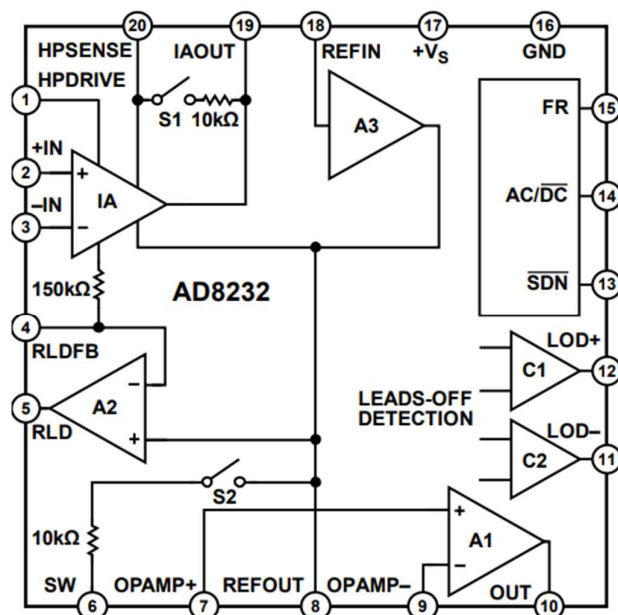 20 19 18 17 16
HPSENSE IAOUT REFIN +VS GND
HPDRIVE
1
S1 10kΩ
A3
FR 15
+IN
2
+
IA
AC/DC 14
–IN
3
–
150kΩ
AD8232
SDN 13
4
RLDFB
LOD+
C1
12
5
RLD
A2
–
+
LEADS-OFF
DETECTION
LOD–
C2
11
S2
10kΩ
+
A1
–
SW OPAMP+ REFOUT OPAMP– OUT
6 7 8 9 10